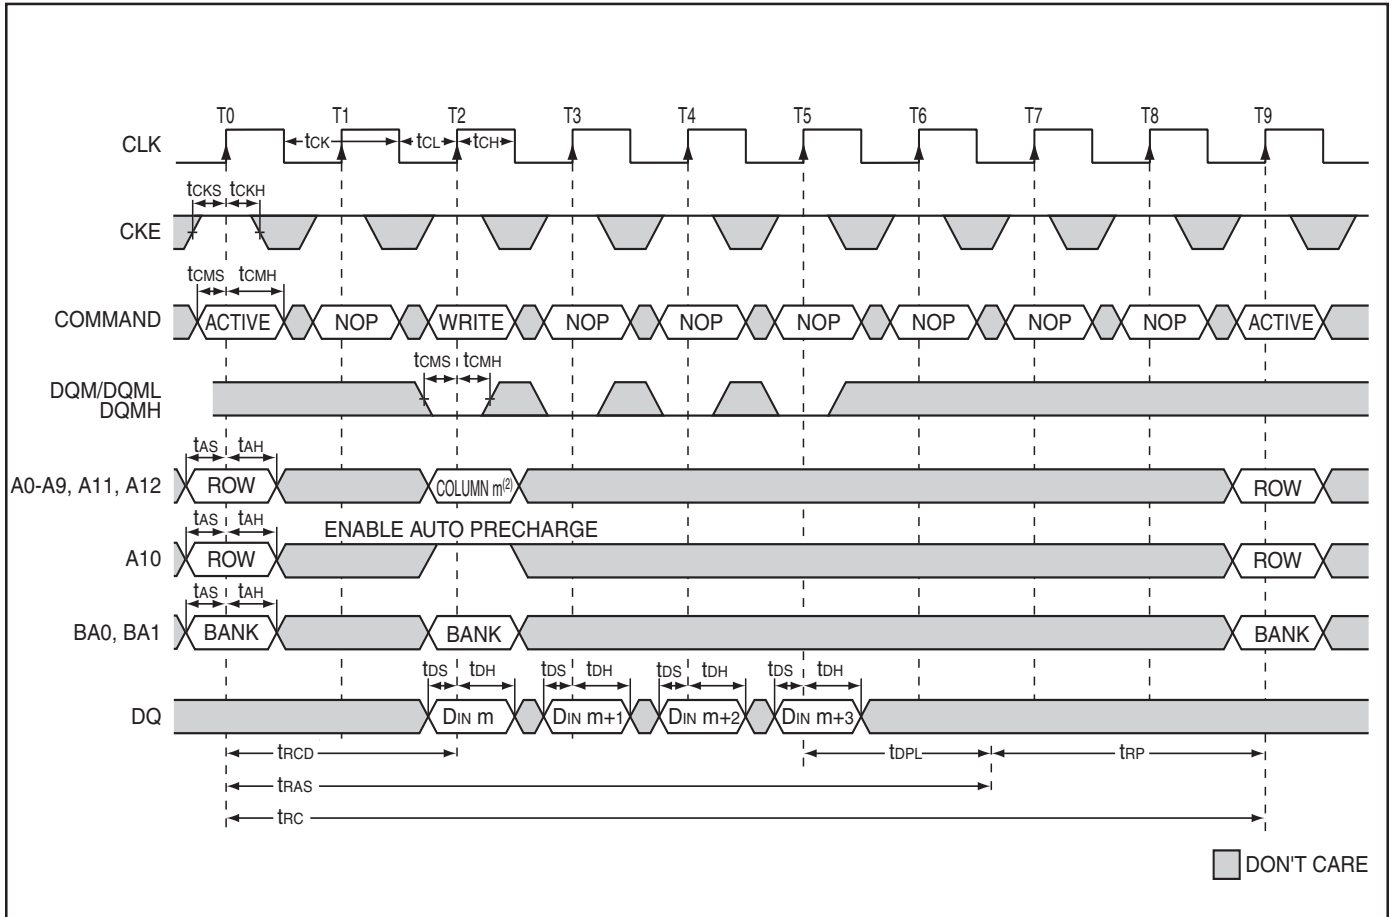 T0 T1 T2 T3 T4 T5 T6 T7 T8 T9
CLK tCK tCL tCH
tCKS tCKH
CKE
tCMS tCMH
COMMAND ACTIVE NOP WRITE NOP NOP NOP NOP NOP NOP ACTIVE
tCMS tCMH
DQM/DQML
DQMH
tAS tAH
A0-A9, A11, A12 ROW COLUMN m(2) ROW
tAS tAH ENABLE AUTO PRECHARGE
A10 ROW ROW
tAS tAH
BA0, BA1 BANK BANK BANK
tDS tDH tDS tDH tDS tDH tDS tDH
DQ DIN m DIN m+1 DIN m+2 DIN m+3
tRCD tDPL tRP
tRAS
tRC
DON'T CARE